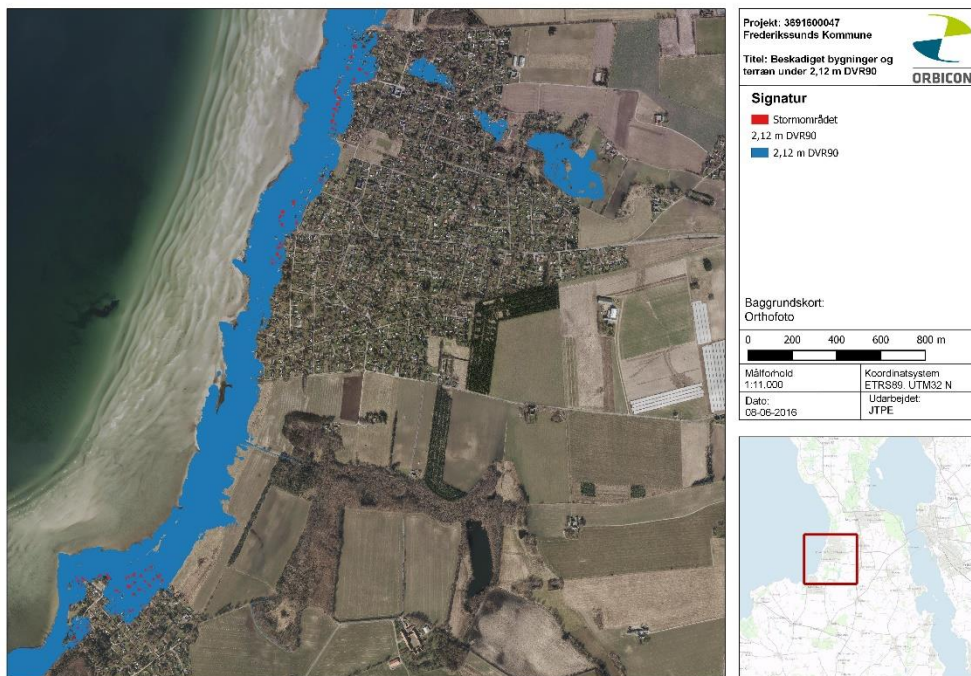 Projekt: 3691600047
Frederikssunds Kommune
Titel: Beskadiget bygninger og
terræn under 2,12 m DVR90
ORBICON
Signatur
Stormområdet
2,12 m DVR90
2,12 m DVR90
Baggrundskort:
Orthofoto
0 200 400 600 800 m
Målforhold
1:11.000
Koordinatsystem
ETRS89. UTM32 N
Dato:
08-06-2016
Udarbejdet:
JTPE